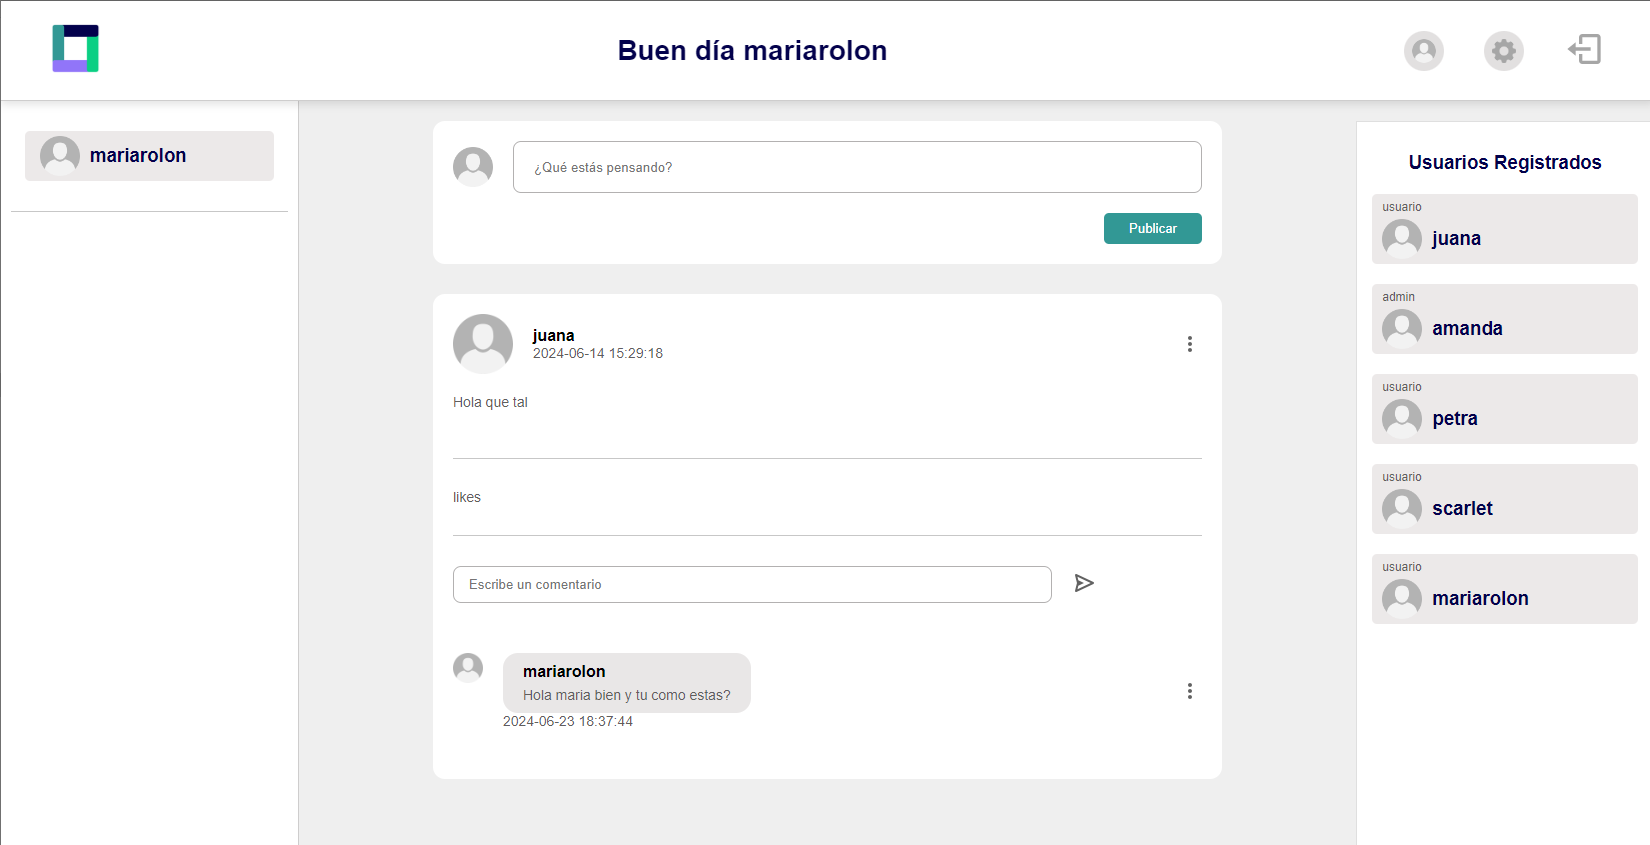 Buen día mariarolon
mariarolon
¿Qué estás pensando?
Publicar
juana
2024-06-14 15:29:18
Hola que tal
likes
Escribe un comentario
mariarolon
Hola maria bien y tu como estas?
2024-06-23 18:37:44
Usuarios Registrados
usuario
juana
admin
amanda
usuario
petra
usuario
scarlet
usuario
mariarolon